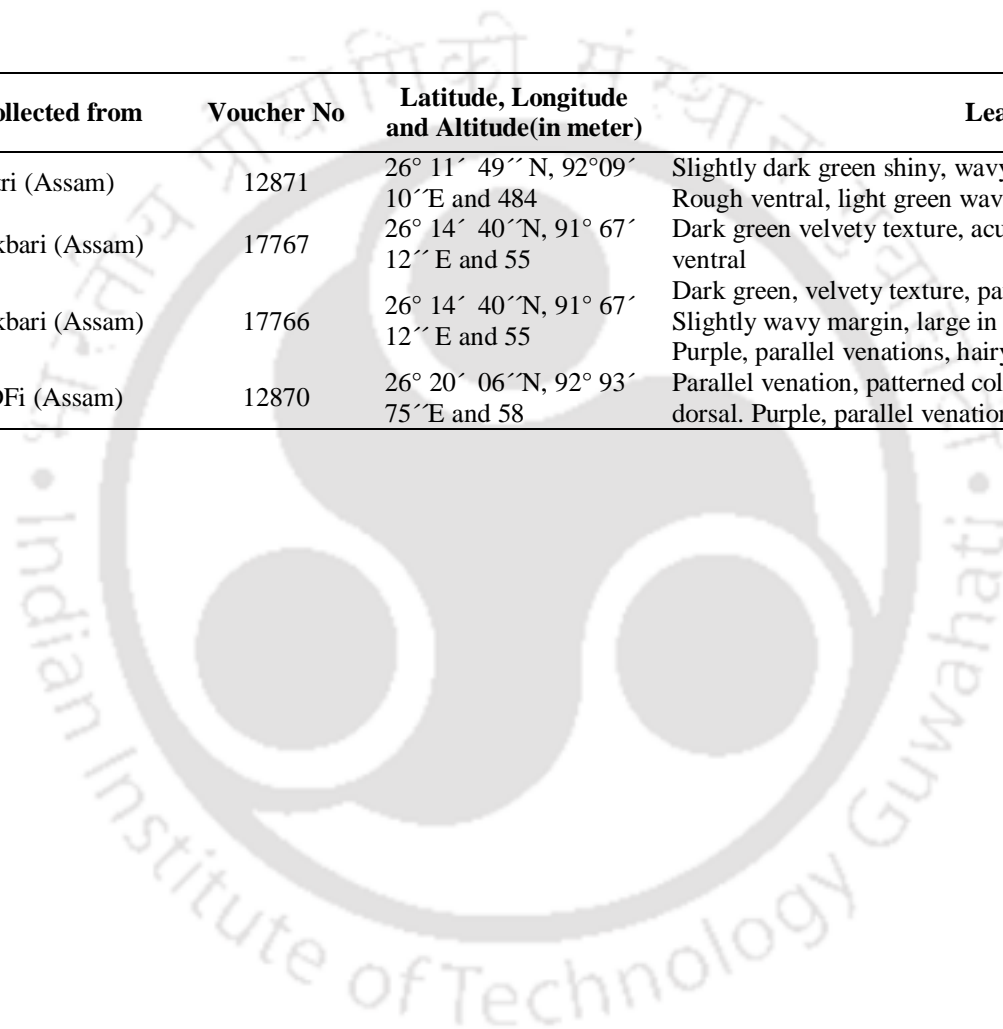 ollected from Voucher No Latitude, Longitude and Altitude(in meter) Lea
tri (Assam) 12871 26° 11´ 49´´ N, 92°09´ 10´´E and 484 Slightly dark green shiny, wavy
Rough ventral, light green wav
kbari (Assam) 17767 26° 14´ 40´´N, 91° 67´ 12´´ E and 55 Dark green velvety texture, acu
ventral
kbari (Assam) 17766 26° 14´ 40´´N, 91° 67´ 12´´ E and 55 Dark green, velvety texture, par
Slightly wavy margin, large in
Purple, parallel venations, hairy
OFi (Assam) 12870 26° 20´ 06´´N, 92° 93´ 75´´E and 58 Parallel venation, patterned col
dorsal. Purple, parallel venation
Indian Institute of Technology Guwahati